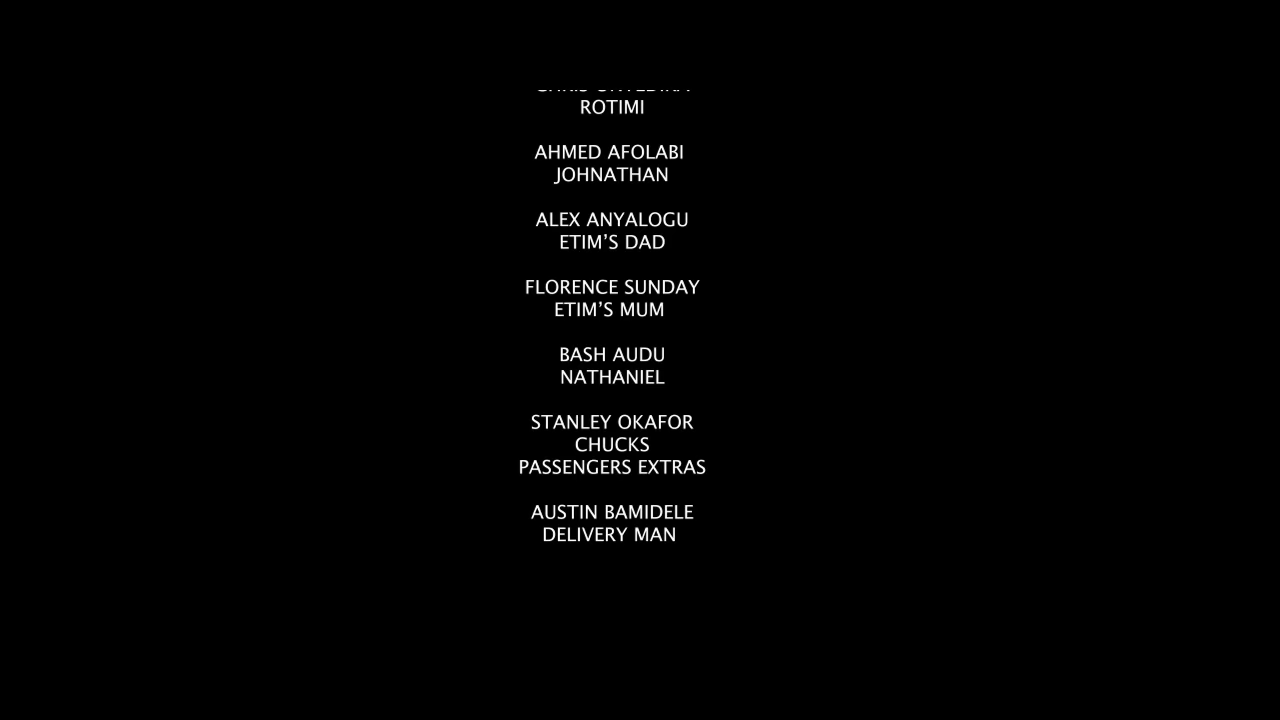 ROTIMI
AHMED AFOLABI
JOHNATHAN
ALEX ANYALOGU
ETIM'S DAD
FLORENCE SUNDAY
ETIM'S MUM
BASH AUDU
NATHANIEL
STANLEY OKAFOR
CHUCKS
PASSENGERS EXTRAS
AUSTIN BAMIDELE
DELIVERY MAN